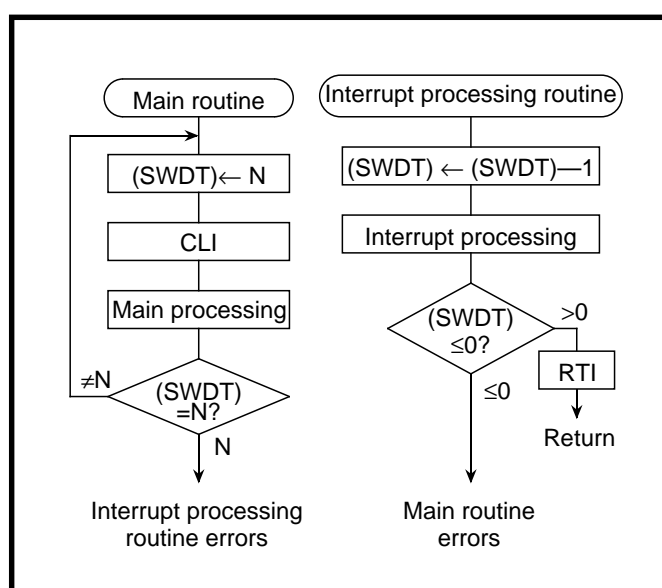 Main routine
(SWDT)← N
CLI
Main processing
≠N
(SWDT)
=N?
N
Interrupt processing
routine errors
Interrupt processing routine
(SWDT) ← (SWDT)—1
Interrupt processing
(SWDT)
≤0?
>0
RTI
Return
≤0
Main routine
errors